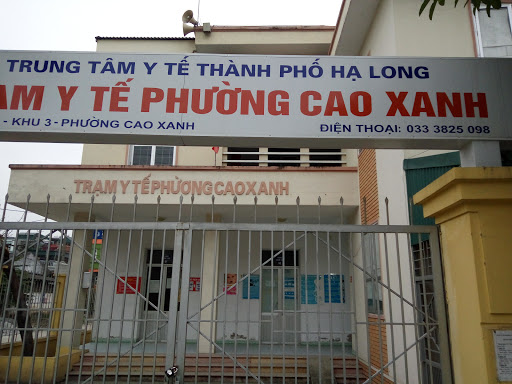 TRUNG TÂM Y TẾ THÀNH PHỐ HẠ LONG
TRẠM Y TẾ PHƯỜNG CAO XANH
- KHU 3 - PHƯỜNG CAO XANH ĐIỆN THOẠI: 033 3825 098
TRẠM Y TẾ PHƯỜNG CAO XANH